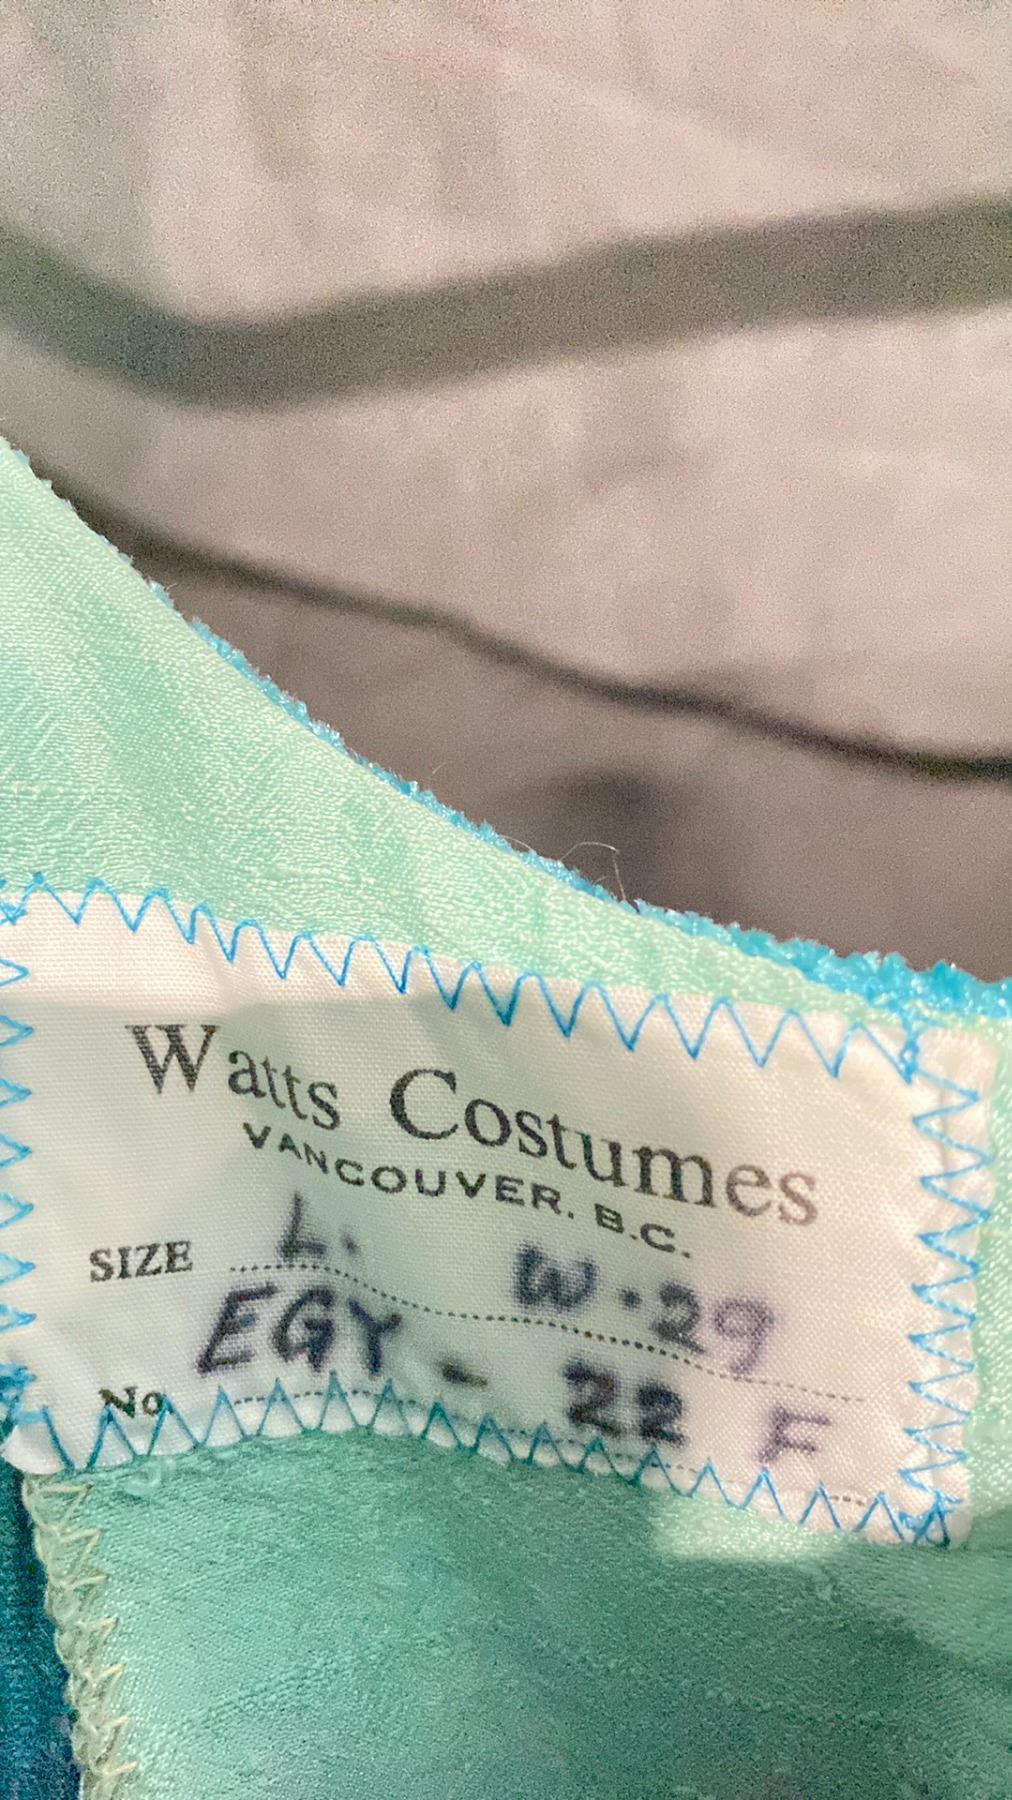 Watts Costumes
VANCOUVER, B.C.
SIZE L. W·29
No EGY - 22 F